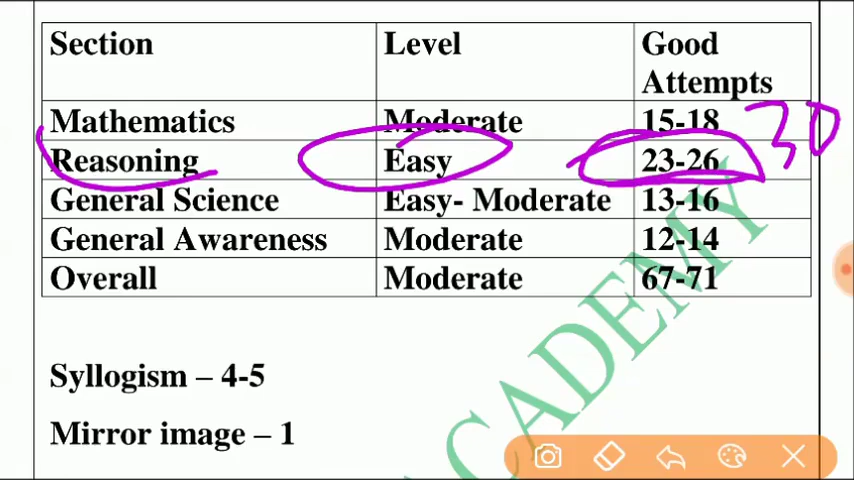 Section Level Good
Attempts
Mathematics Moderate 15-18 30
Reasoning Easy 23-26
General Science Easy- Moderate 13-16
General Awareness Moderate 12-14
Overall Moderate 67-71
Syllogism – 4-5
Mirror image – 1
CADEMY